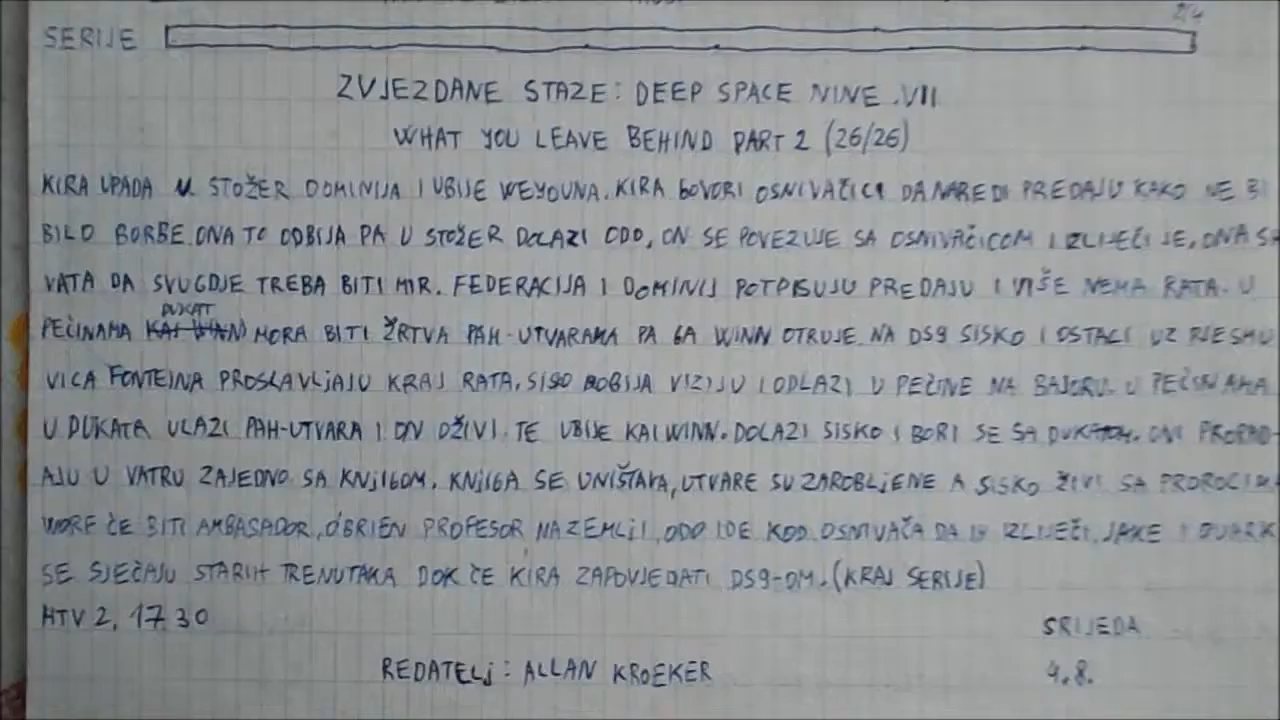 24
SERIJE
ZVJEZDANE STAZE: DEEP SPACE NINE .VII
WHAT YOU LEAVE BEHIND PART 2 (26/26)
KIRA UPADA U STOŽER DOMINIJA I UBIJE WEYOUNA. KIRA GOVORI OSNIVAČICI DA NAREDI PREDAJU KAKO NE BI
BILO BORBE ONA TO ODBIJA PA U STOŽER DOLAZI ODO, ON SE POVEZUJE SA OSNIVAČICOM I IZLIJEČI JE, ONA SA
VATA DA SVUGDJE TREBA BITI MIR. FEDERACIJA I DOMINIJ POTPISUJU PREDAJU I VIŠE NEMA RATA. U
DUKAT
PEĆINAMA MORA BITI ŽRTVA PAH-UTVARAMA PA GA WINN OTRUJE. NA DS9 SISKO I OSTALI UZ PJESMU
VICA FONTEINA PROSLAVLJAJU KRAJ RATA. SISO DOBIJA VIZIJU I ODLAZI U PEĆINE NA BAJORU. U PEĆINAMA
U DUKATA ULAZI PAH-UTVARA I ON OŽIVI TE UBIJE KAI WINN. DOLAZI SISKO I BORI SE SA DUKATOM. ONI PROPAD-
AJU U VATRU ZAJEDNO SA KNJIGOM. KNJIGA SE UNIŠTAVA, UTVARE SU ZAROBLJENE A SISKO ŽIVI SA PROROCIMA
WORF ĆE BITI AMBASADOR, O'BRIEN PROFESOR NA ZEMLJI, ODO IDE KOD OSNIVAČA DA IH IZLIJEČI, JAKE I QUARK
SE SJEĆAJU STARIH TRENUTAKA DOK ĆE KIRA ZAPOVJEDATI DS9-OM. (KRAJ SERIJE)
HTV 2, 17 30
SRIJEDA
REDATELJ: ALLAN KROEKER
4.8.